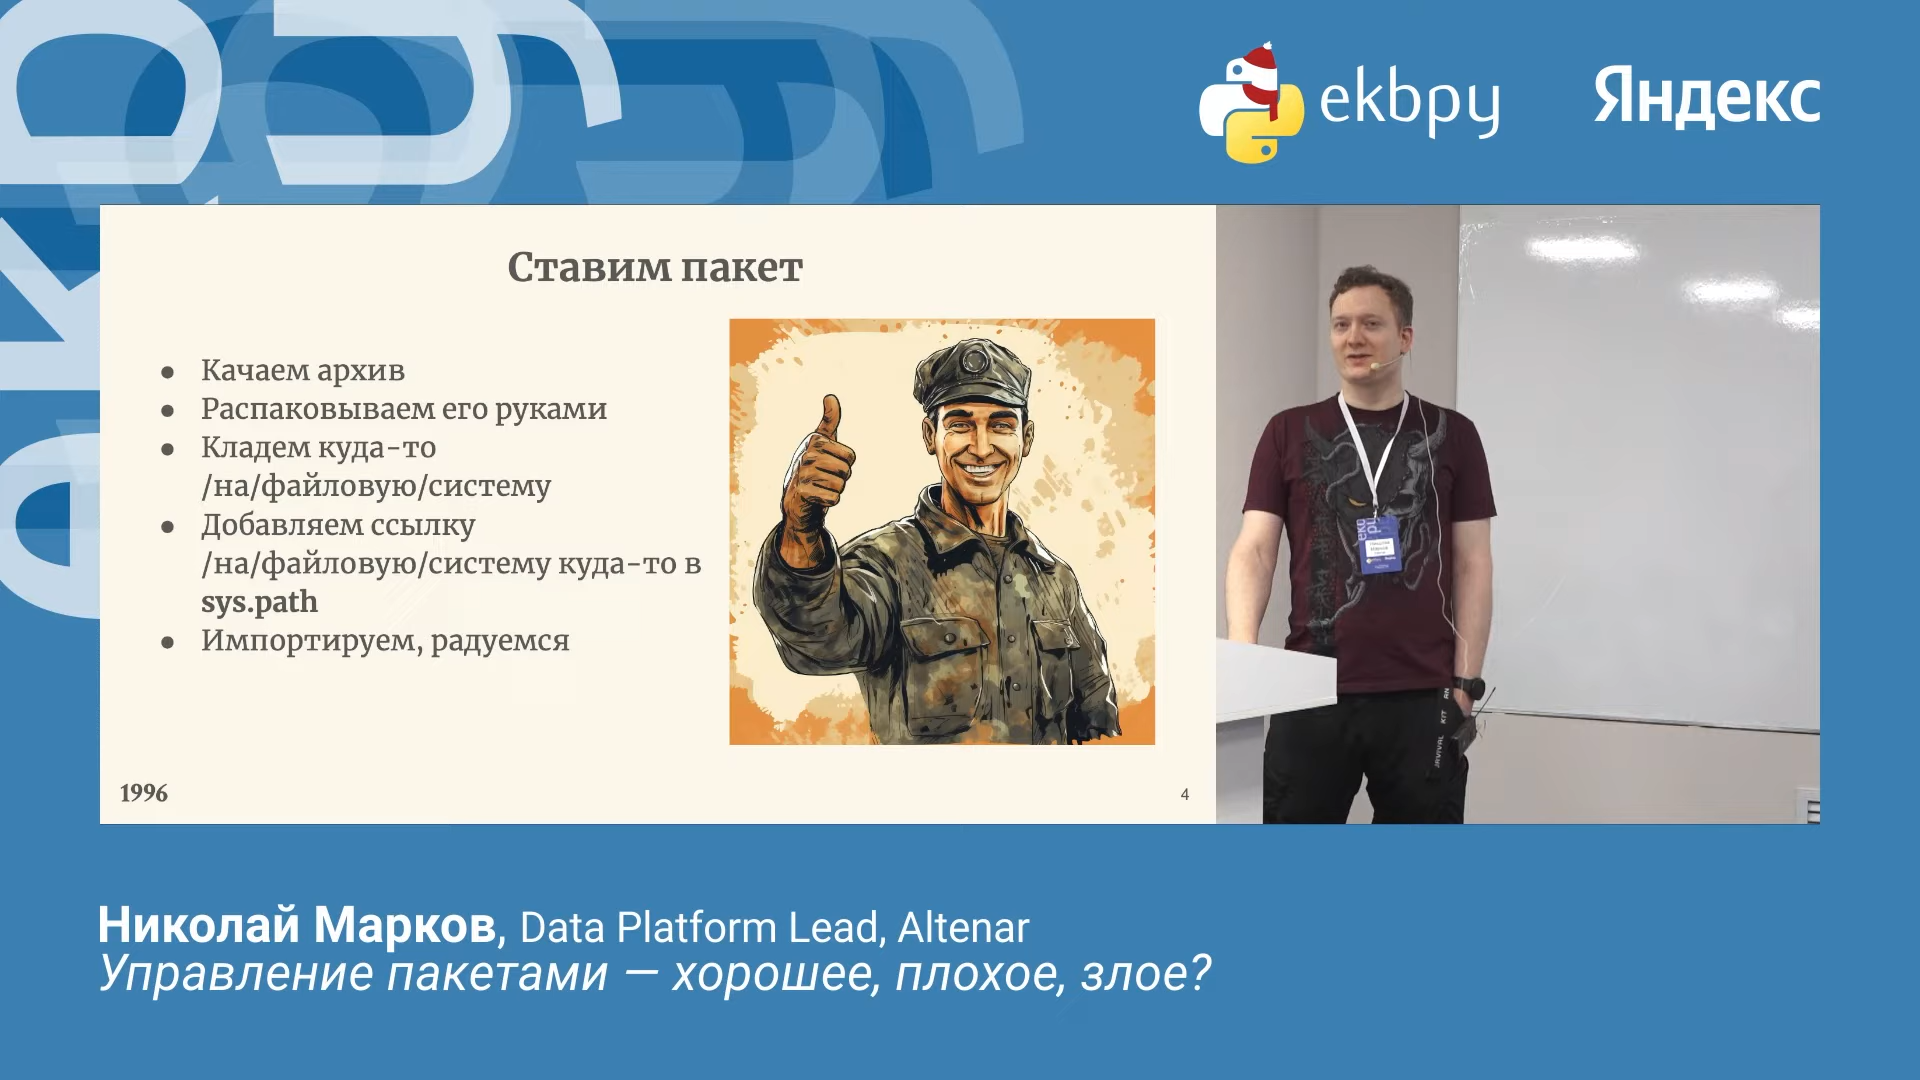 ekbpy
Яндекс
Ставим пакет
● Качаем архив
● Распаковываем его руками
● Кладем куда-то
/на/файловую/систему
● Добавляем ссылку
/на/файловую/систему куда-то в
sys.path
● Импортируем, радуемся
1996
4
Николай Марков, Data Platform Lead, Altenar
Управление пакетами — хорошее, плохое, злое?